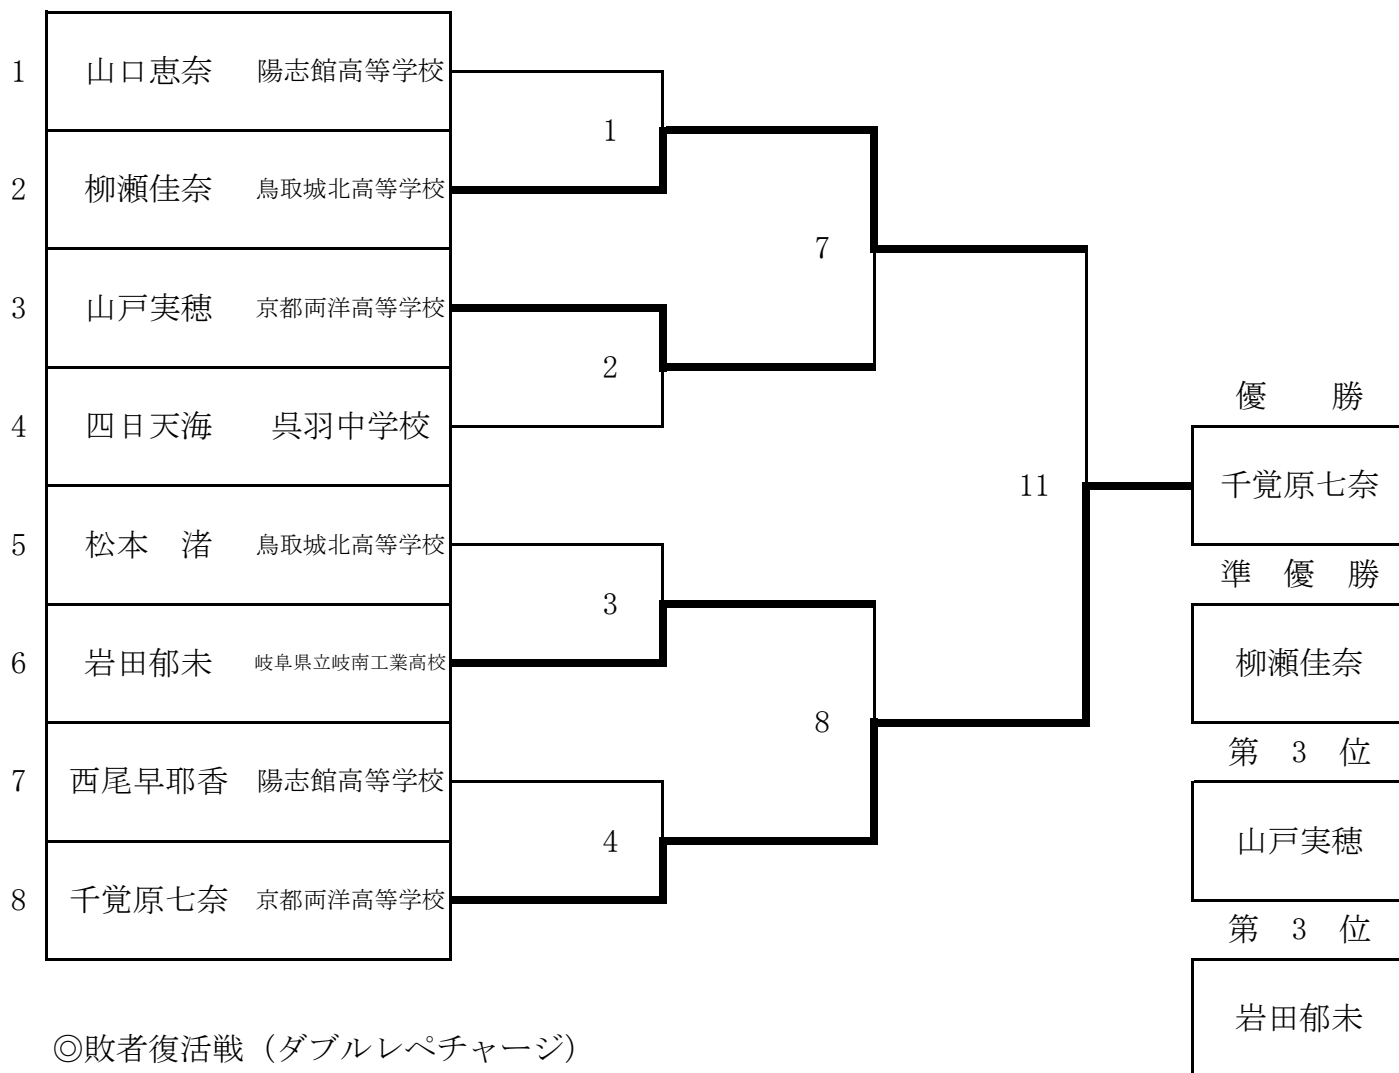 1 山口恵奈 陽志館高等学校
1
2 柳瀬佳奈 鳥取城北高等学校
7
3 山戸実穂 京都両洋高等学校
2
4 四日天海 呉羽中学校
5 松本 渚 鳥取城北高等学校
3
6 岩田郁未 岐阜県立岐南工業高校
8
7 西尾早耶香 陽志館高等学校
4
8 千覚原七奈 京都両洋高等学校
11
優 勝
千覚原七奈
準 優 勝
柳瀬佳奈
第 3 位
山戸実穂
第 3 位
岩田郁未
◎敗者復活戦（ダブルレペチャージ）